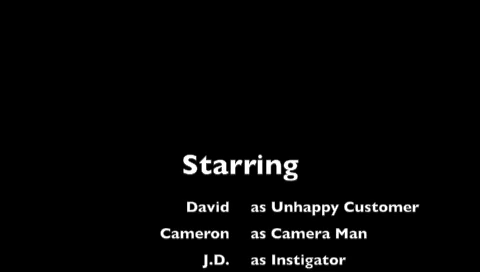 Starring
David as Unhappy Customer
Cameron as Camera Man
J.D. as Instigator